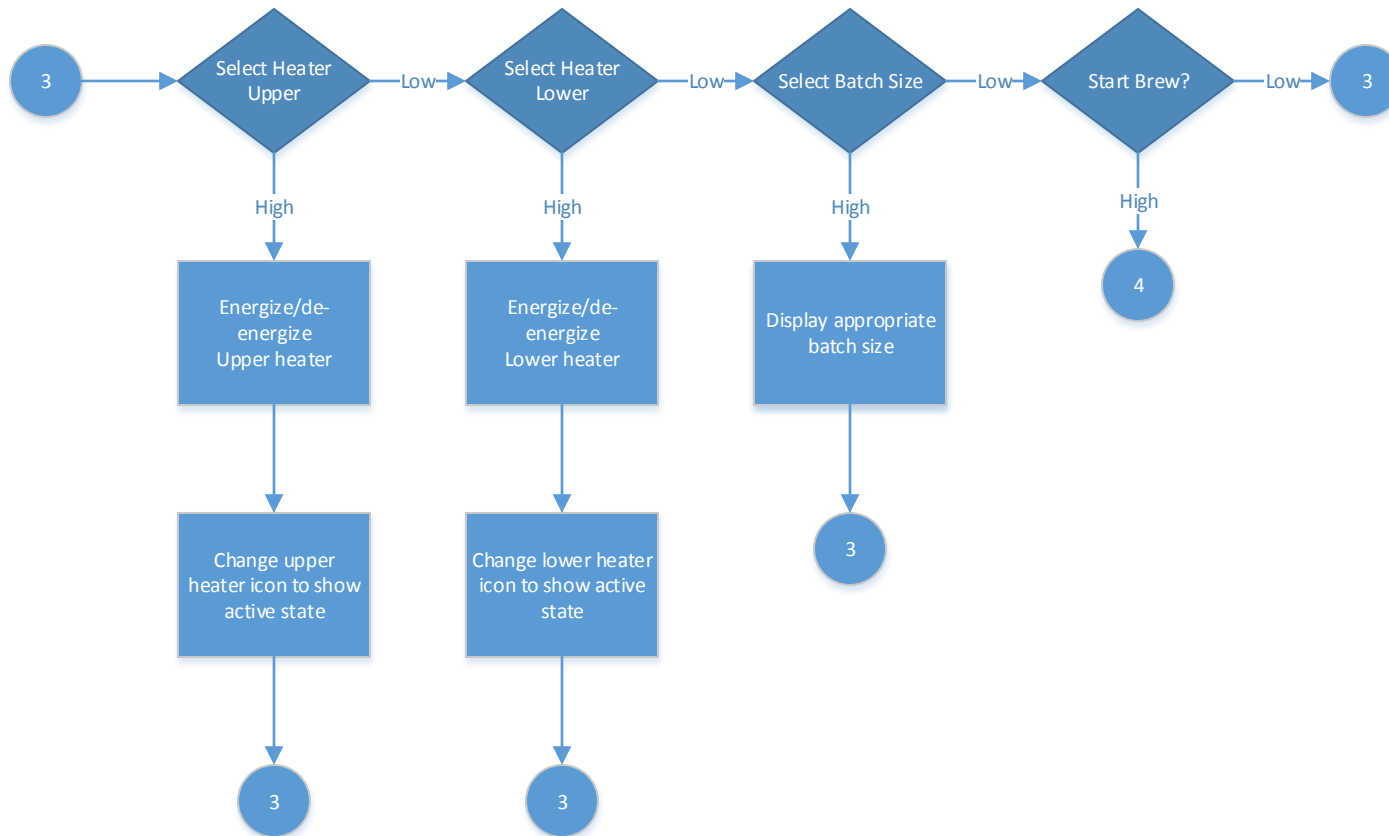 3
Select Heater
Upper
Low
Select Heater
Lower
Low
Select Batch Size
Low
Start Brew?
Low
3
High
High
High
High
Energize/de-
energize
Upper heater
Energize/de-
energize
Lower heater
Display appropriate
batch size
4
Change upper
heater icon to show
active state
Change lower heater
icon to show active
state
3
3
3